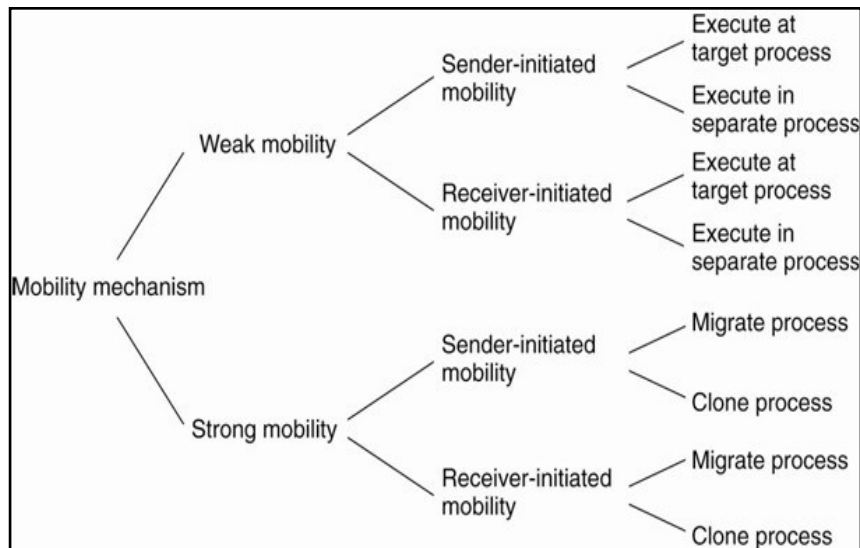 Execute at
target process
Sender-initiated
mobility
Execute in
separate process
Weak mobility
Execute at
target process
Receiver-initiated
mobility
Execute in
separate process
Mobility mechanism
Migrate process
Sender-initiated
mobility
Clone process
Strong mobility
Migrate process
Receiver-initiated
mobility
Clone process